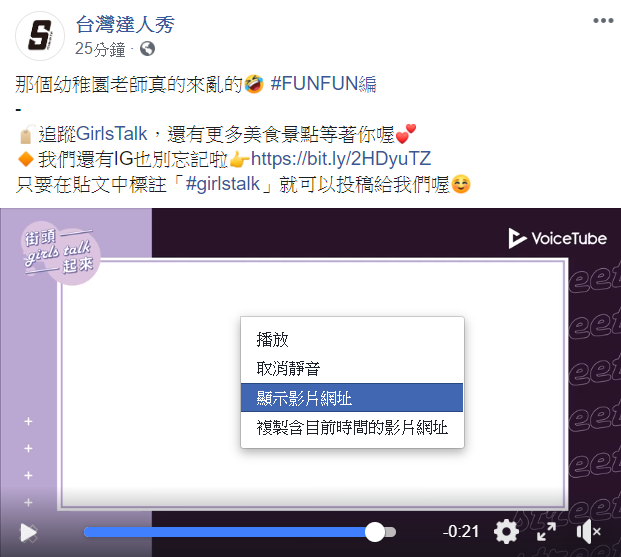 S
台灣達人秀
25分鐘 ·
那個幼稚園老師真的來亂的🤣 #FUNFUN編
-
🍼追蹤GirlsTalk，還有更多美食景點等著你喔💕
🔸我們還有IG也別忘記啦👉https://bit.ly/2HDyuTZ
只要在貼文中標註「#girlstalk」就可以投稿給我們喔☺️
街頭
girls talk
起來
VoiceTube
播放
取消靜音
顯示影片網址
複製含目前時間的影片網址
-0:21